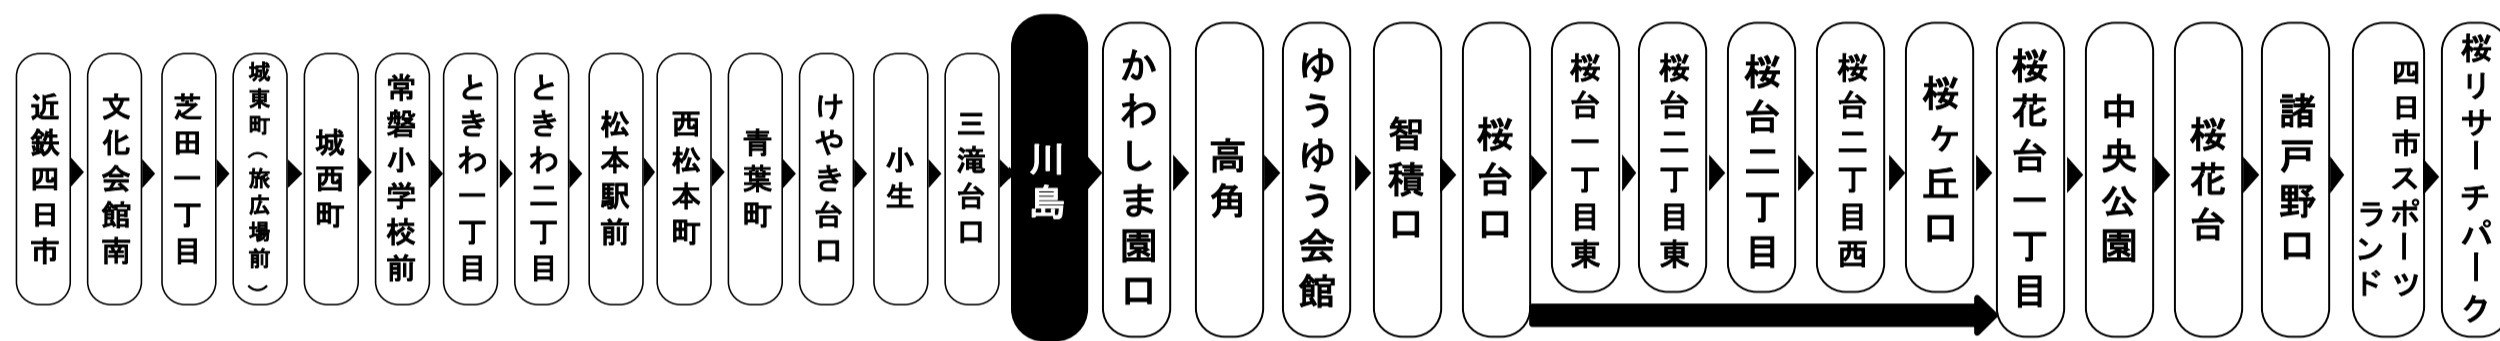 近鉄四日市
文化会館南
芝田一丁目
城東町（旅広場前）
城西町
常磐小学校前
ときわ一丁目
ときわ二丁目
松本駅前
西松本町
青葉町
けやき台口
小生
三滝台口
川島
かわしま園口
高角
ゆうゆう会館
智積口
桜台口
桜台一丁目東
桜台二丁目東
桜台二丁目
桜台二丁目西
桜ケ丘口
桜花台一丁目
中央公園
桜花台
諸戸野口
四日市スポーツ
ランド
桜リサーチパーク